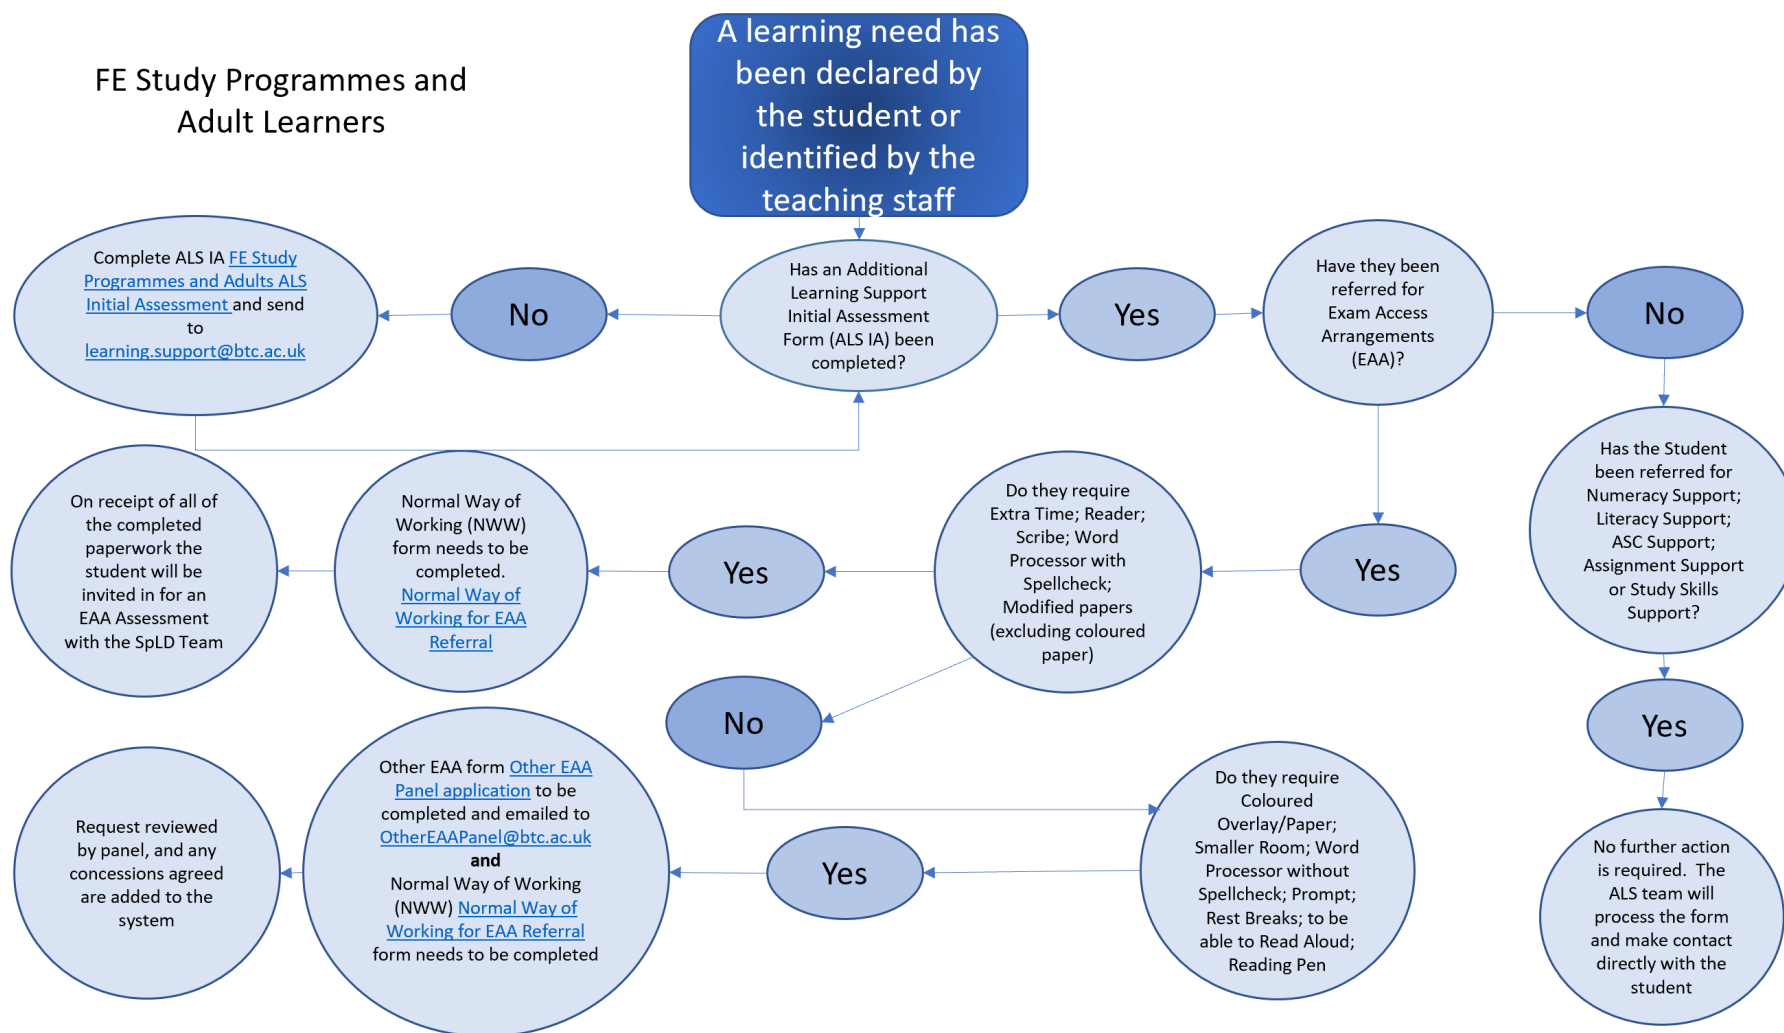 FE Study Programmes and
Adult Learners
A learning need has
been declared by
the student or
identified by the
teaching staff
Complete ALS IA FE Study
Programmes and Adults ALS
Initial Assessment and send
to
learning.support@btc.ac.uk
No
Has an Additional
Learning Support
Initial Assessment
Form (ALS IA) been
completed?
Yes
Have they been
referred for
Exam Access
Arrangements
(EAA)?
No
On receipt of all of
the completed
paperwork the
student will be
invited in for an
EAA Assessment
with the SpLD Team
Normal Way of
Working (NWW)
form needs to be
completed.
Normal Way of
Working for EAA
Referral
Yes
Do they require
Extra Time; Reader;
Scribe; Word
Processor with
Spellcheck;
Modified papers
(excluding coloured
paper)
Yes
Has the Student
been referred for
Numeracy Support;
Literacy Support;
ASC Support;
Assignment Support
or Study Skills
Support?
No
Yes
Request reviewed
by panel, and any
concessions agreed
are added to the
system
Other EAA form Other EAA
Panel application to be
completed and emailed to
OtherEAAPanel@btc.ac.uk
and
Normal Way of Working
(NWW) Normal Way of
Working for EAA Referral
form needs to be completed
Yes
Do they require
Coloured
Overlay/Paper;
Smaller Room; Word
Processor without
Spellcheck; Prompt;
Rest Breaks; to be
able to Read Aloud;
Reading Pen
No further action
is required.  The
ALS team will
process the form
and make contact
directly with the
student